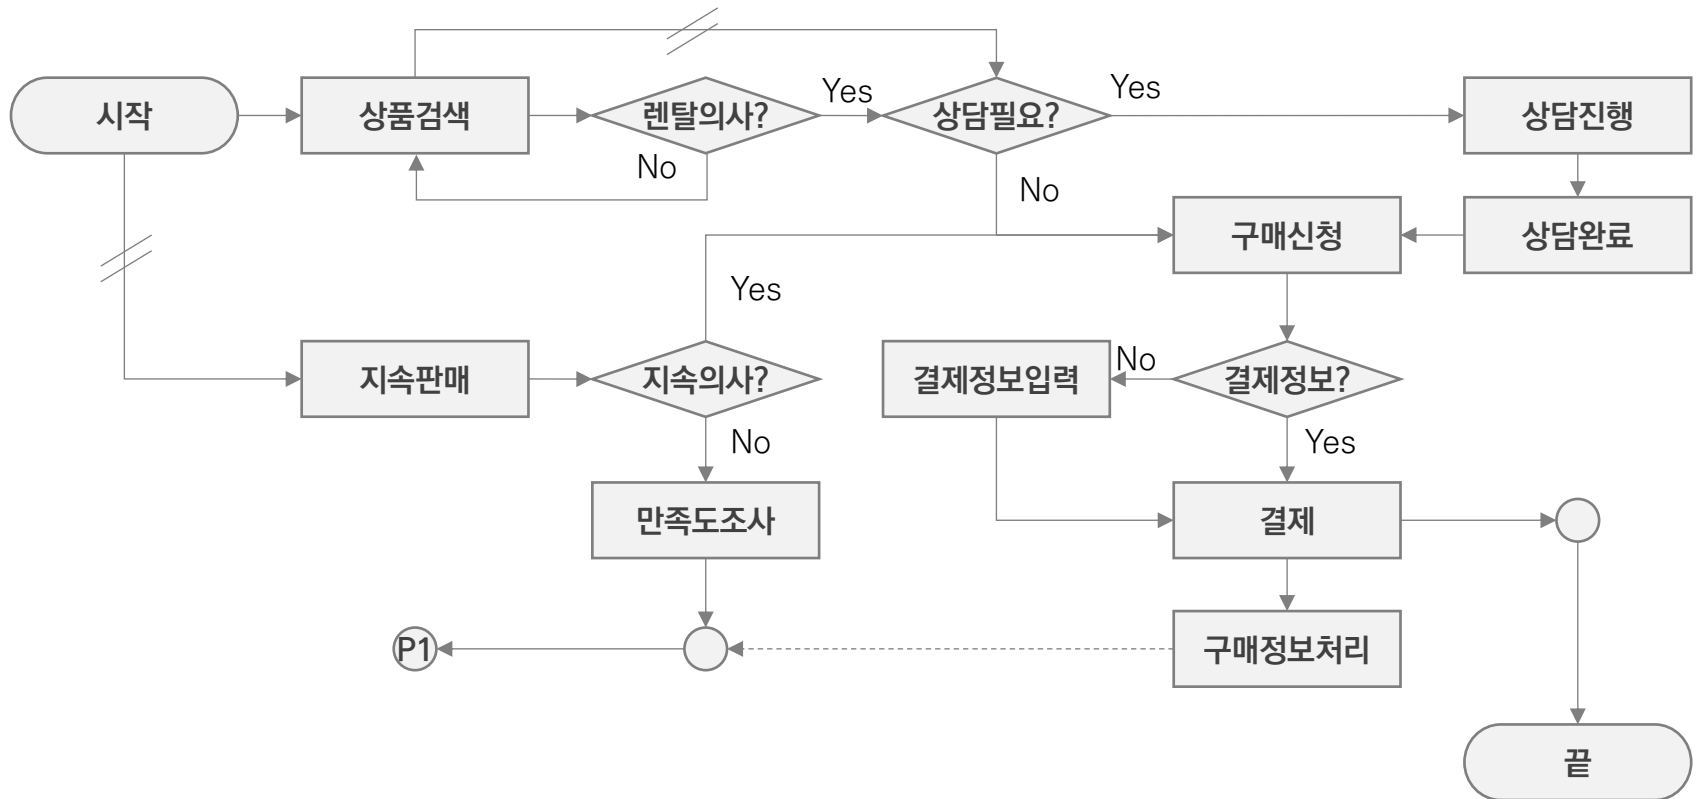 시작
상품검색
렌탈의사?
Yes
상담필요?
Yes
상담진행
No
No
구매신청
상담완료
Yes
지속판매
지속의사?
결제정보입력
No
결제정보?
No
Yes
만족도조사
결제
P1
구매정보처리
끝